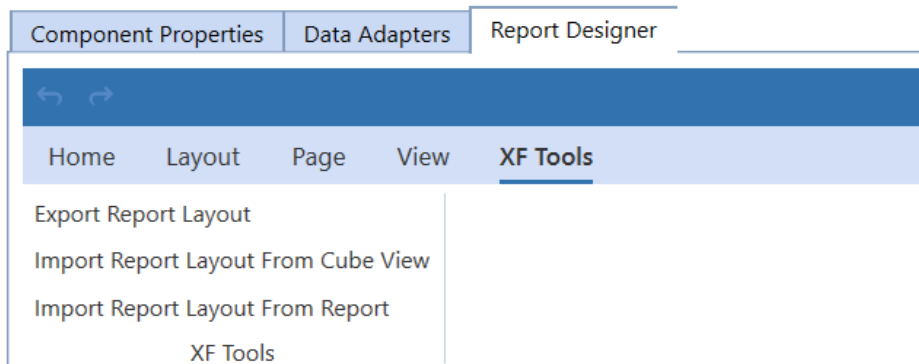 Component Properties Data Adapters Report Designer
Home Layout Page View XF Tools
Export Report Layout
Import Report Layout From Cube View
Import Report Layout From Report
XF Tools